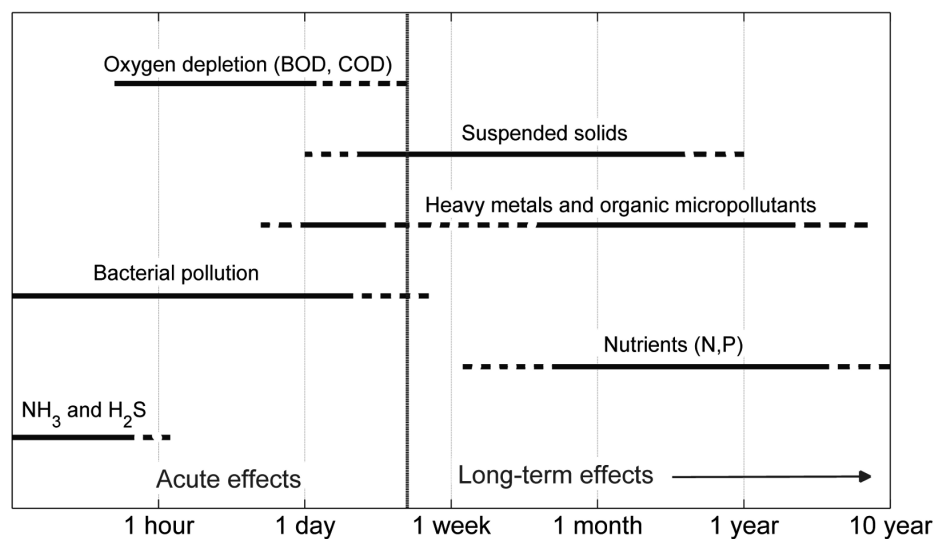 Oxygen depletion (BOD, COD)
Suspended solids
Heavy metals and organic micropollutants
Bacterial pollution
Nutrients (N,P)
NH₃ and H₂S
Acute effects
Long-term effects
1 hour 1 day 1 week 1 month 1 year 10 year